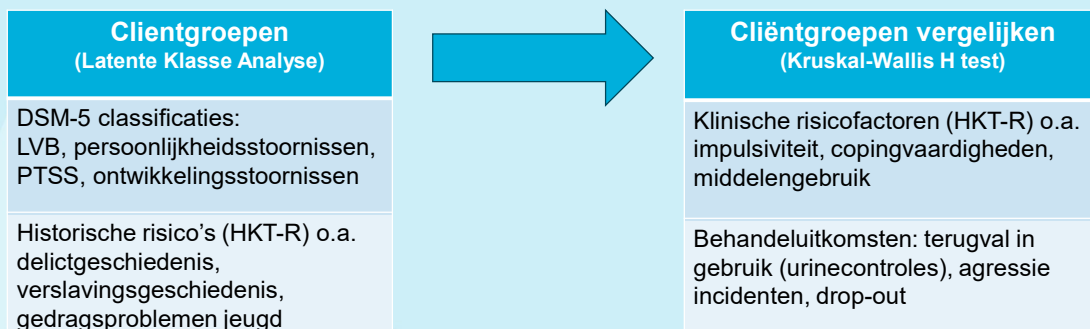 Clientgroepen
(Latente Klasse Analyse)
DSM-5 classificaties:
LVB, persoonlijkheidsstoornissen,
PTSS, ontwikkelingsstoornissen
Historische risico's (HKT-R) o.a.
delictgeschiedenis,
verslavingsgeschiedenis,
gedragsproblemen jeugd
Cliëntgroepen vergelijken
(Kruskal-Wallis H test)
Klinische risicofactoren (HKT-R) o.a.
impulsiviteit, copingvaardigheden,
middelengebruik
Behandeluitkomsten: terugval in
gebruik (urinecontroles), agressie
incidenten, drop-out